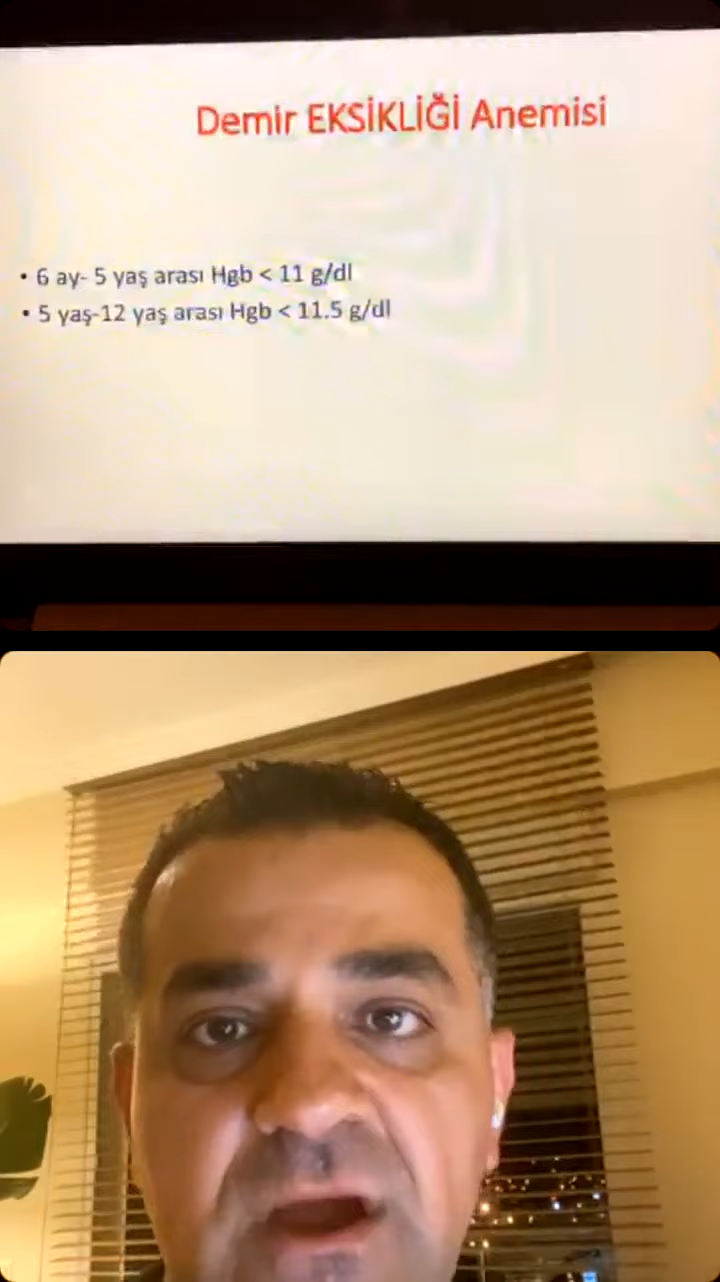 Demir EKSİKLİĞİ Anemisi
• 6 ay- 5 yaş arası Hgb < 11 g/dl
• 5 yaş-12 yaş arası Hgb < 11.5 g/dl